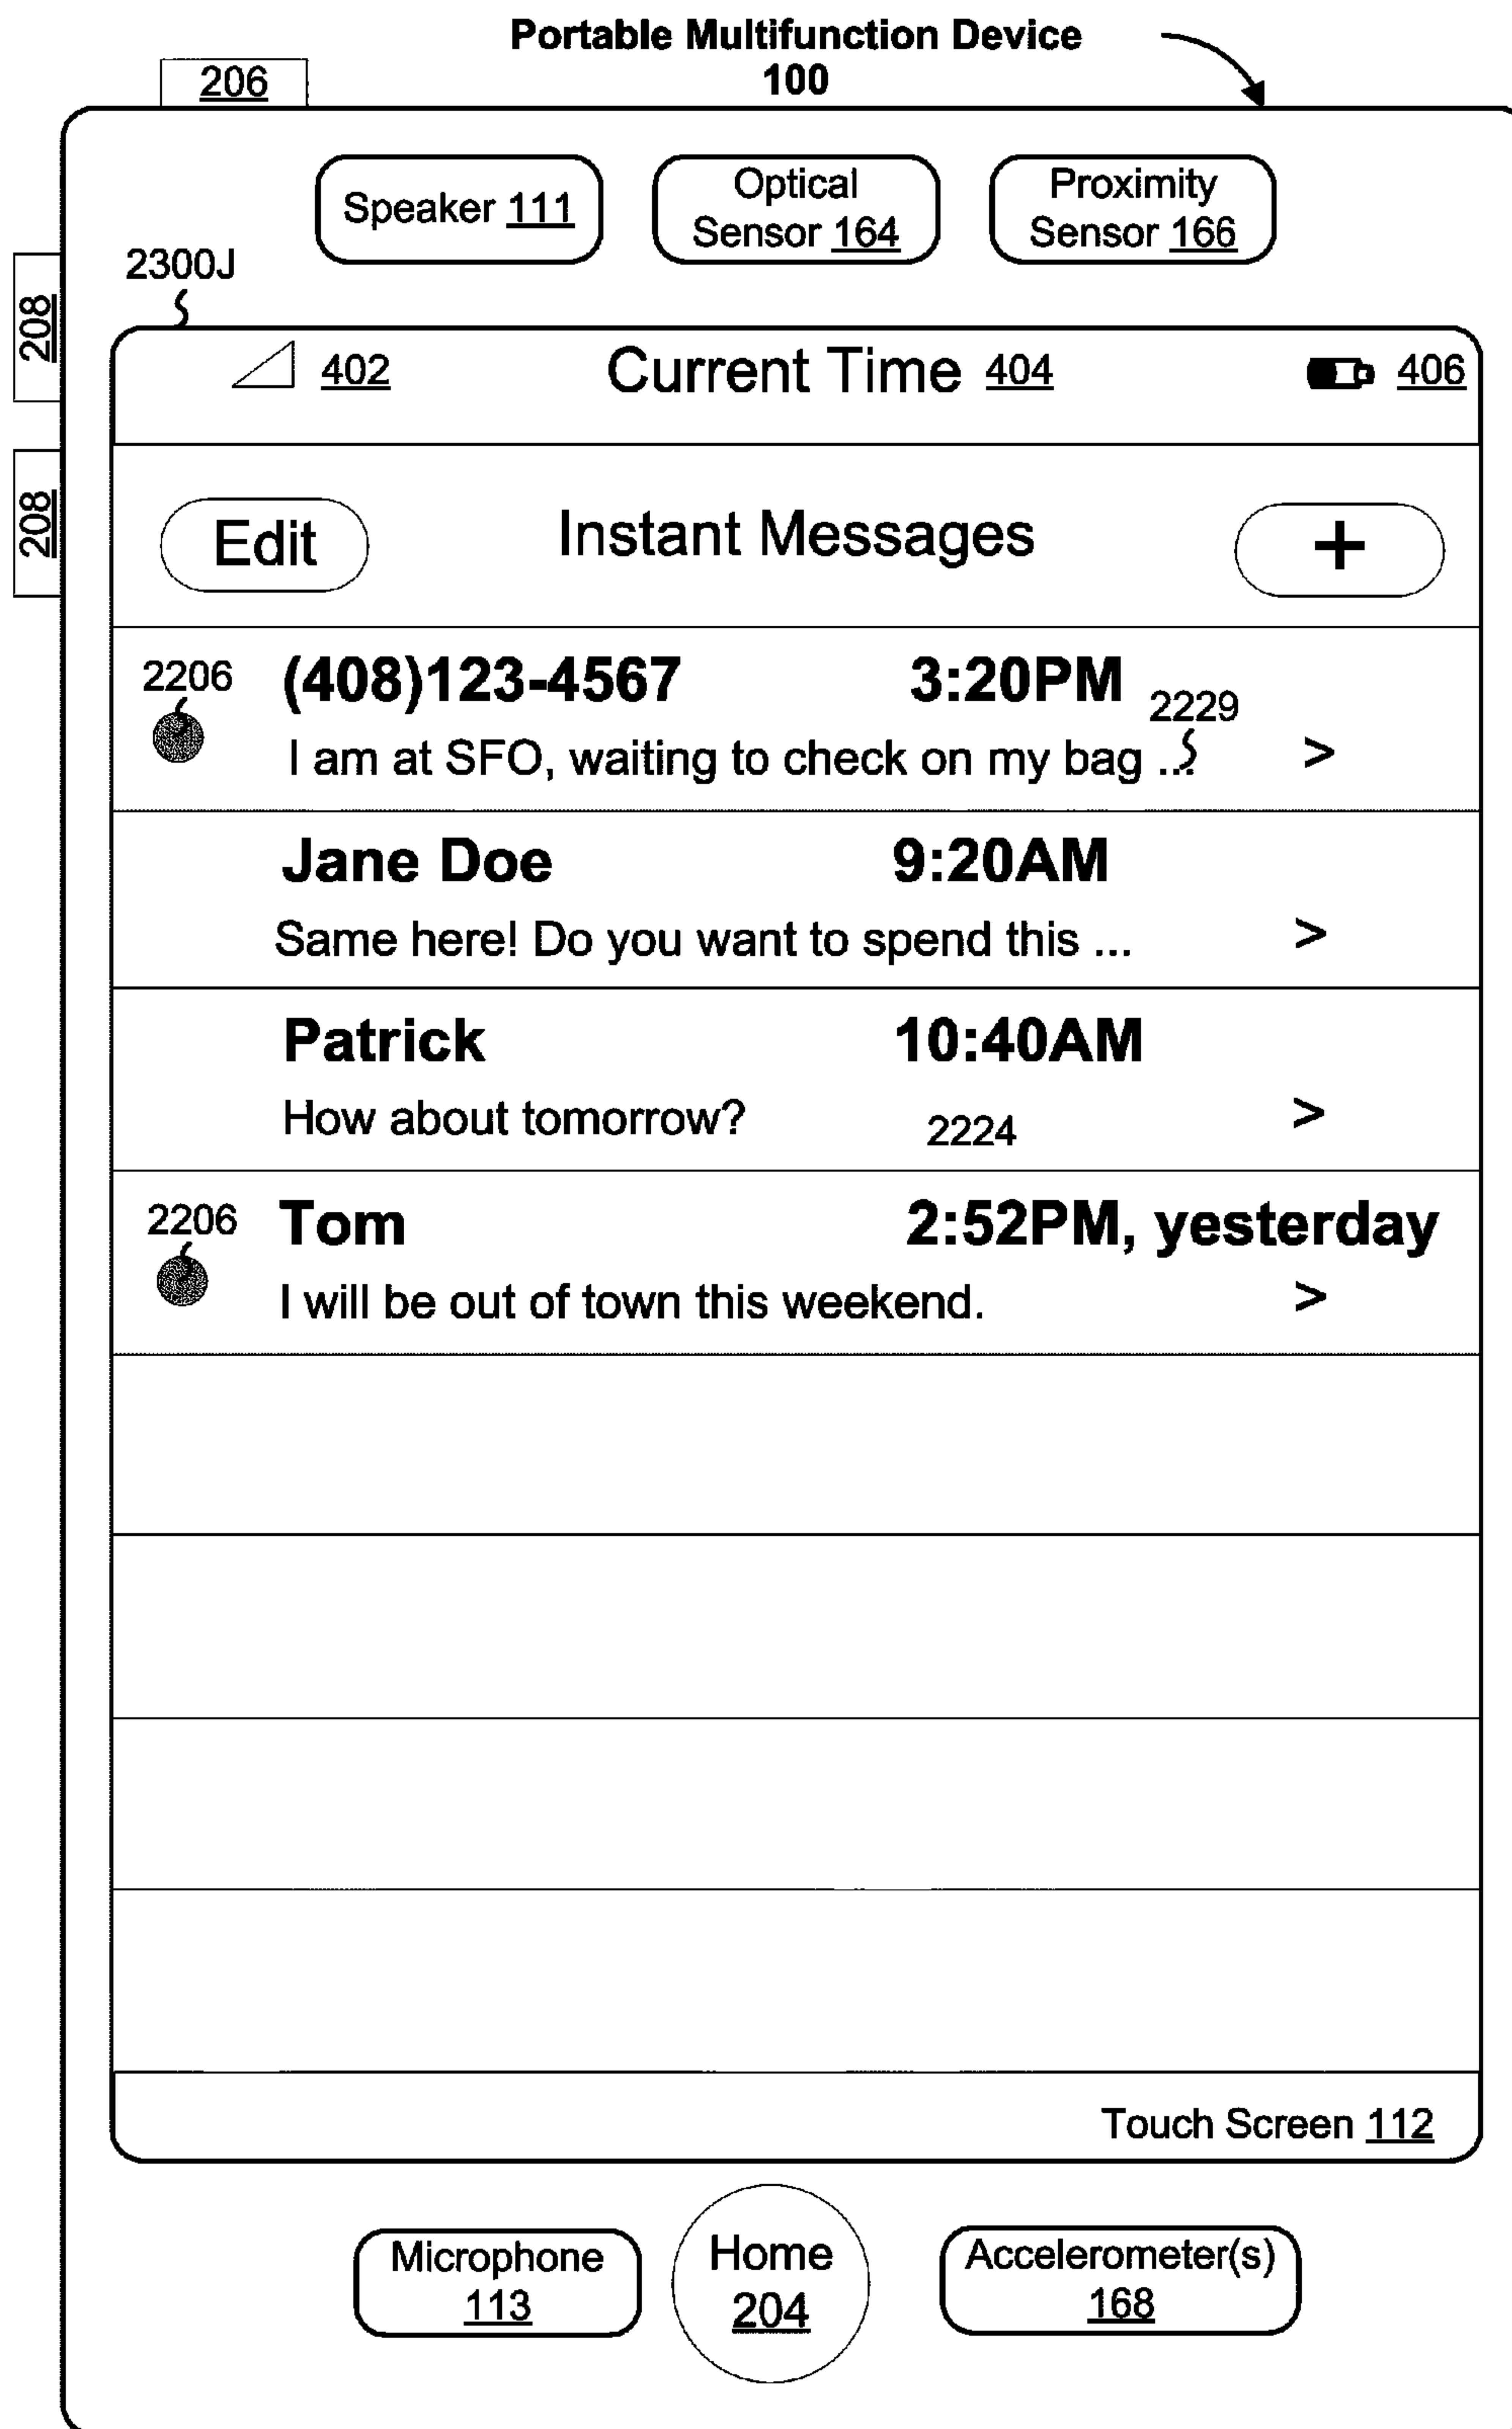 Portable Multifunction Device
100
206
Speaker 111
Optical
Sensor 164
Proximity
Sensor 166
2300J
208
402
Current Time 404
406
208
Edit
Instant Messages
+
2206
(408)123-4567
3:20PM
2229
I am at SFO, waiting to check on my bag ...
>
Jane Doe
9:20AM
Same here! Do you want to spend this ...
>
Patrick
10:40AM
How about tomorrow?
>
2224
2206
Tom
2:52PM, yesterday
I will be out of town this weekend.
>
Touch Screen 112
Microphone
113
Home
204
Accelerometer(s)
168